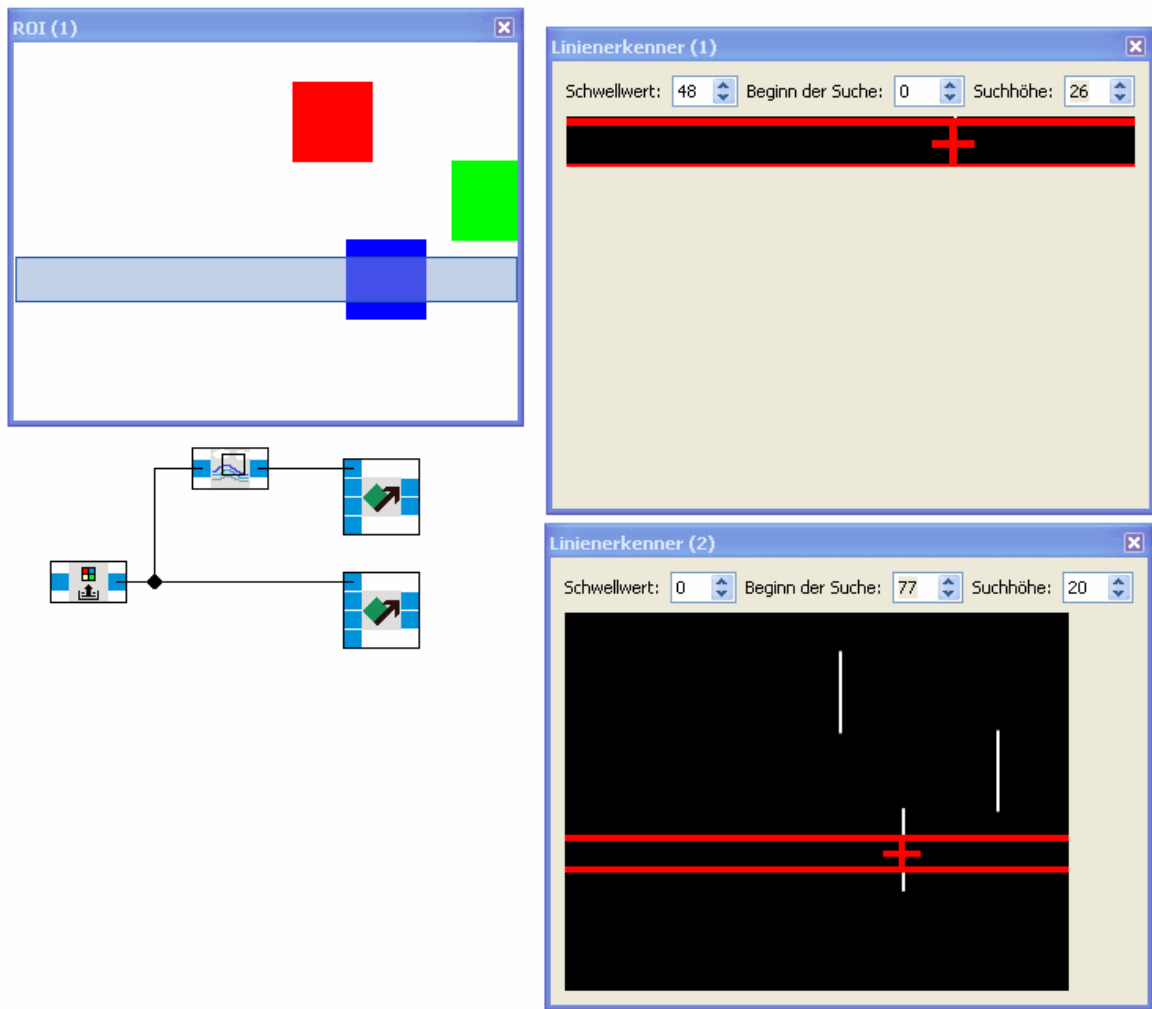 ROI (1)
Linienerkenner (1)
Schwellwert: 48 Beginn der Suche: 0 Suchhöhe: 26
Linienerkenner (2)
Schwellwert: 0 Beginn der Suche: 77 Suchhöhe: 20